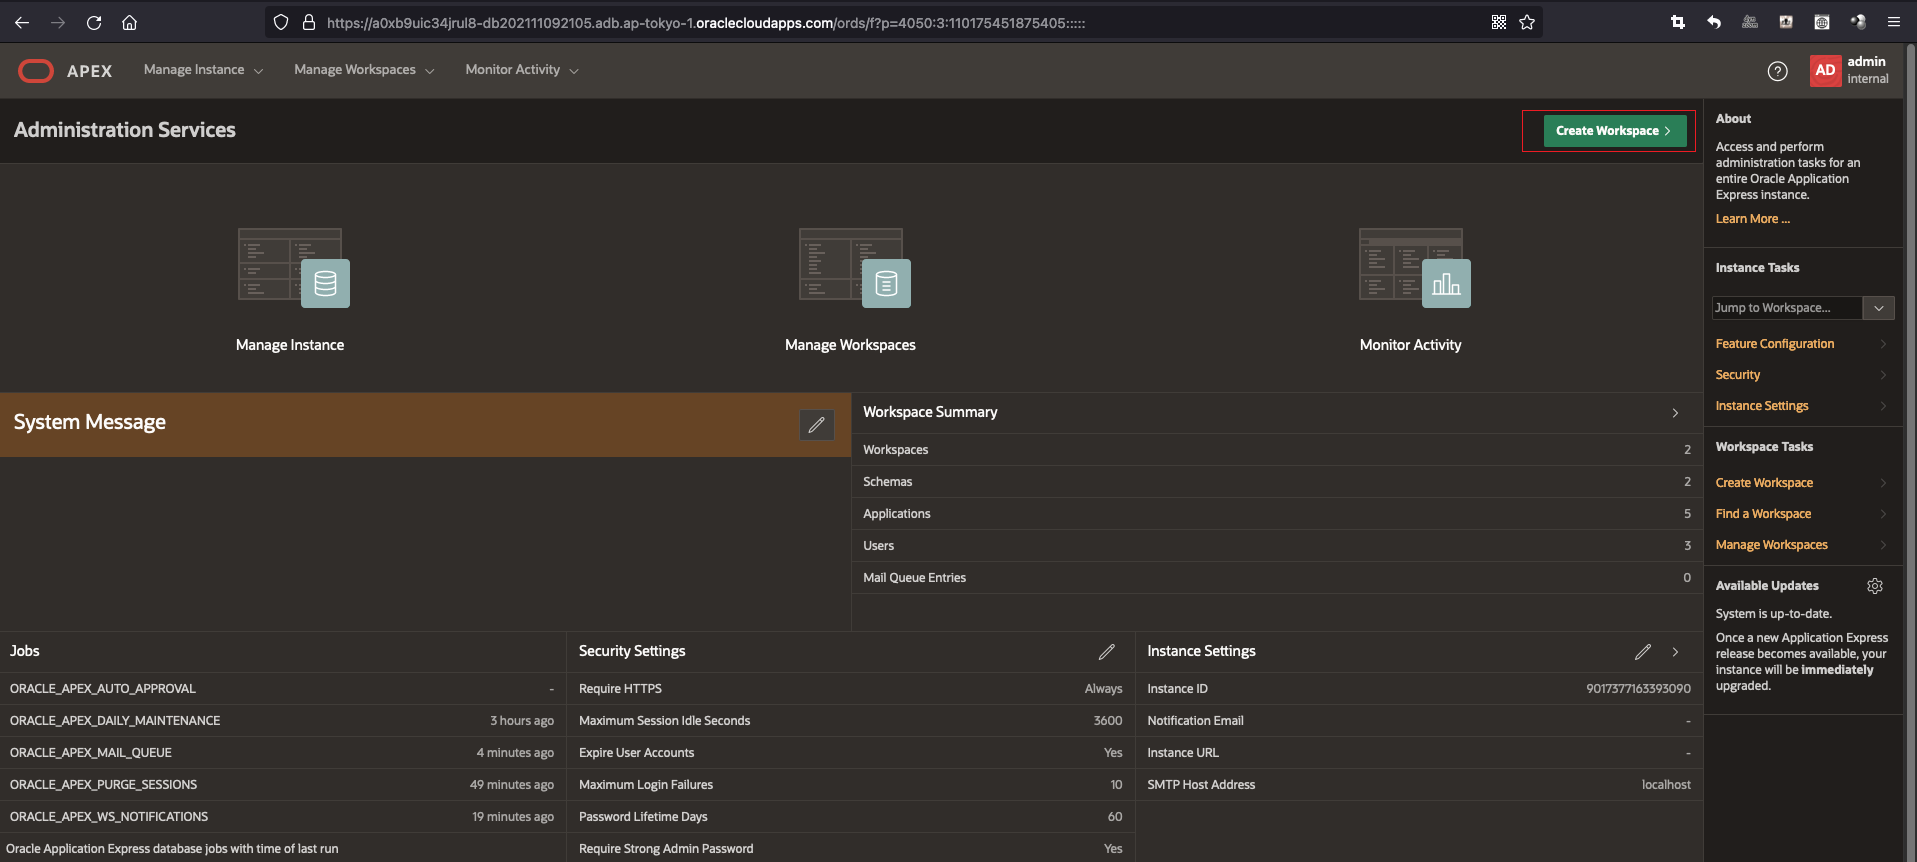 https://a0xb9uic34jrul8-db202111092105.adb.ap-tokyo-1.oraclecloudapps.com/ords/f?p=4050:3:110175451875405:::::
APEX
Manage Instance
Manage Workspaces
Monitor Activity
?
AD
admin
internal
Administration Services
Create Workspace
Manage Instance
Manage Workspaces
Monitor Activity
System Message
Workspace Summary
Workspaces 2
Schemas 2
Applications 5
Users 3
Mail Queue Entries 0
Jobs
ORACLE_APEX_AUTO_APPROVAL -
ORACLE_APEX_DAILY_MAINTENANCE 3 hours ago
ORACLE_APEX_MAIL_QUEUE 4 minutes ago
ORACLE_APEX_PURGE_SESSIONS 49 minutes ago
ORACLE_APEX_WS_NOTIFICATIONS 19 minutes ago
Oracle Application Express database jobs with time of last run
Security Settings
Require HTTPS Always
Maximum Session Idle Seconds 3600
Expire User Accounts Yes
Maximum Login Failures 10
Password Lifetime Days 60
Require Strong Admin Password Yes
Instance Settings
Instance ID 9017377163393090
Notification Email -
Instance URL -
SMTP Host Address localhost
About
Access and perform
administration tasks for an
entire Oracle Application
Express instance.
Learn More ...
Instance Tasks
Jump to Workspace...
Feature Configuration
Security
Instance Settings
Workspace Tasks
Create Workspace
Find a Workspace
Manage Workspaces
Available Updates
System is up-to-date.
Once a new Application Express
release becomes available, your
instance will be immediately
upgraded.